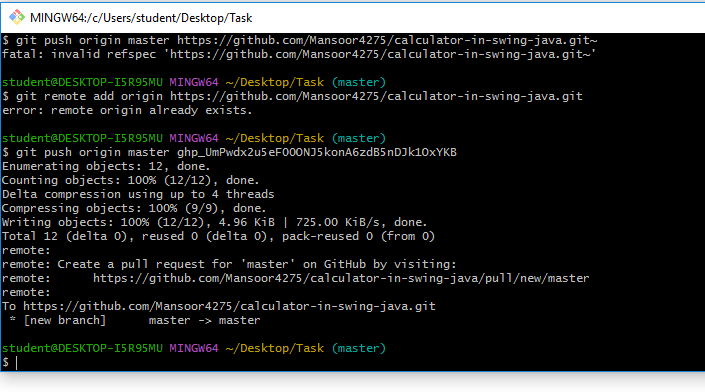 MINGW64:/c/Users/student/Desktop/Task
$ git push origin master https://github.com/Mansoor4275/calculator-in-swing-java.git~
fatal: invalid refspec 'https://github.com/Mansoor4275/calculator-in-swing-java.git~'
student@DESKTOP-I5R95MU MINGW64 ~/Desktop/Task (master)
$ git remote add origin https://github.com/Mansoor4275/calculator-in-swing-java.git
error: remote origin already exists.
student@DESKTOP-I5R95MU MINGW64 ~/Desktop/Task (master)
$ git push origin master
Enumerating objects: 12, done.
Counting objects: 100% (12/12), done.
Delta compression using up to 4 threads
Compressing objects: 100% (9/9), done.
Writing objects: 100% (12/12), 4.96 KiB | 725.00 KiB/s, done.
Total 12 (delta 0), reused 0 (delta 0), pack-reused 0 (from 0)
remote:
remote: Create a pull request for 'master' on GitHub by visiting:
remote:      https://github.com/Mansoor4275/calculator-in-swing-java/pull/new/master
remote:
To https://github.com/Mansoor4275/calculator-in-swing-java.git
 * [new branch]      master -> master
student@DESKTOP-I5R95MU MINGW64 ~/Desktop/Task (master)
$